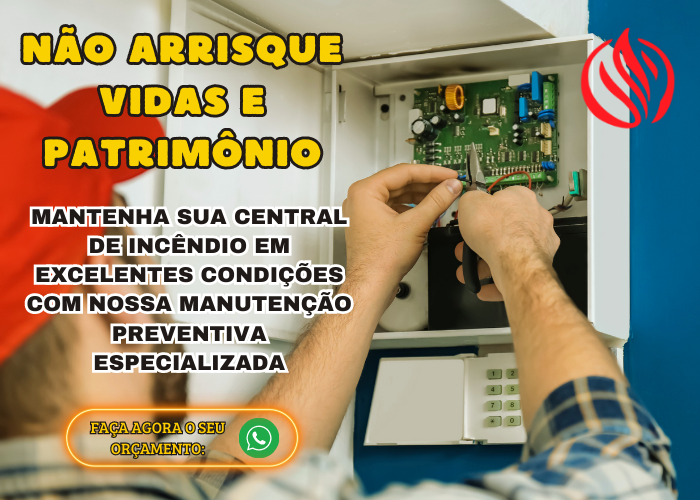 NÃO ARRISQUE
VIDAS E
PATRIMÔNIO
MANTENHA SUA CENTRAL
DE INCÊNDIO EM
EXCELENTES CONDIÇÕES
COM NOSSA MANUTENÇÃO
PREVENTIVA
ESPECIALIZADA
FAÇA AGORA O SEU
ORÇAMENTO: